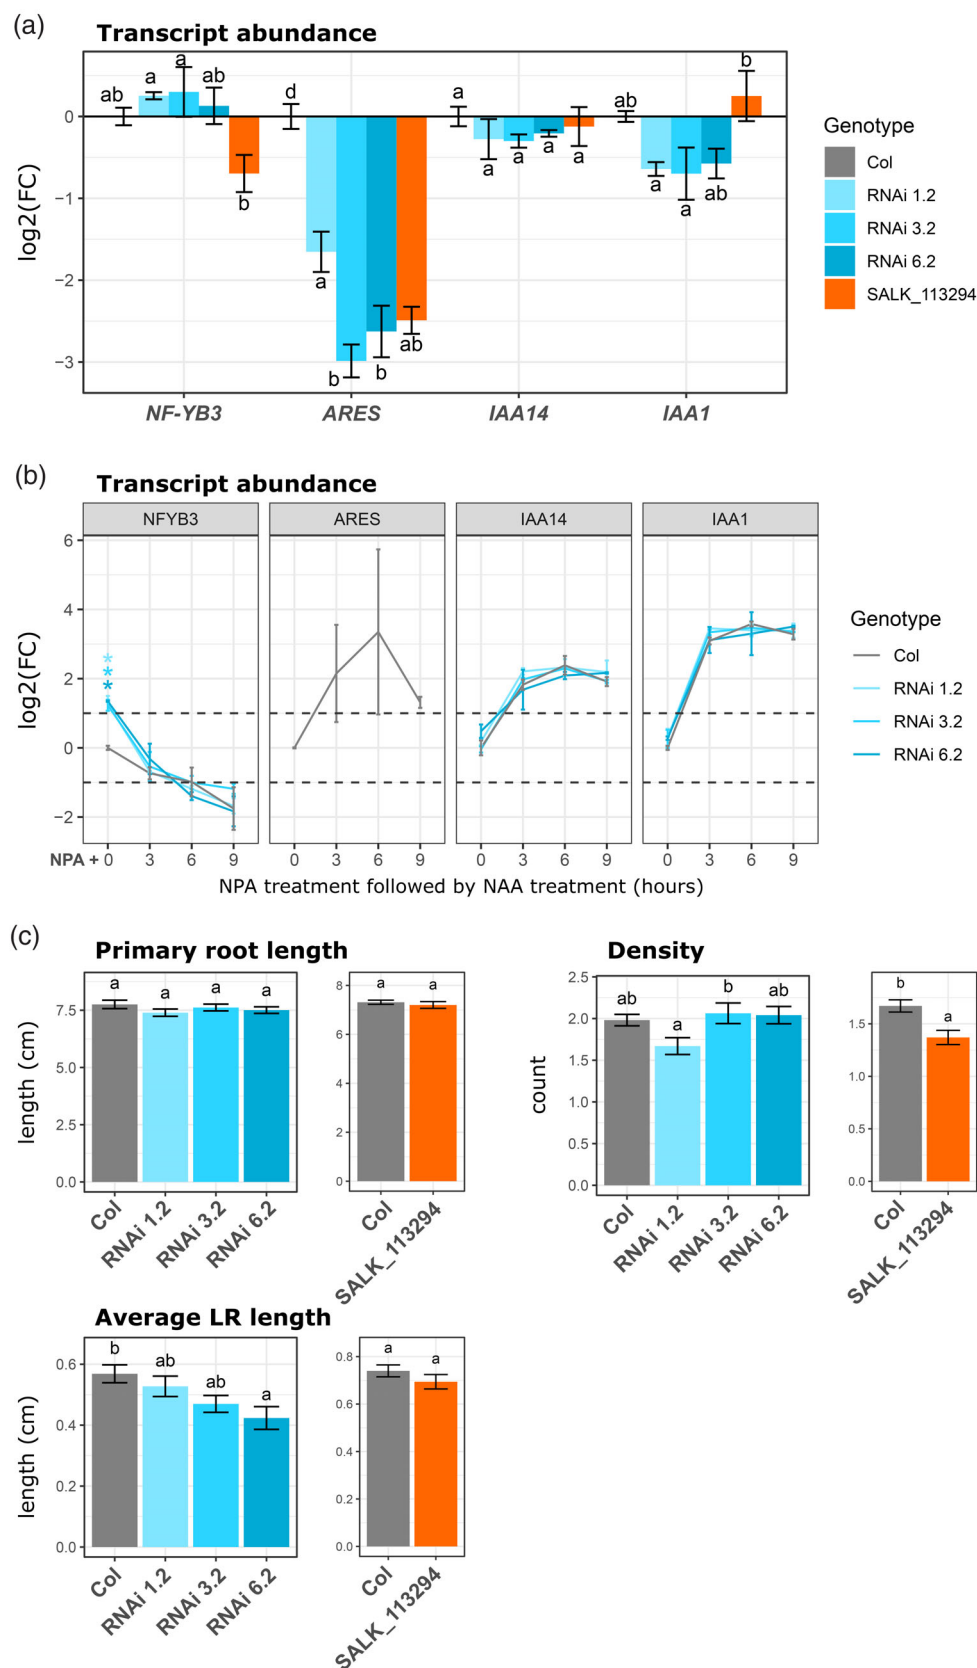 (a)
Transcript abundance
log2(FC)
0
−1
−2
−3
ab a a ab b
d a b b ab
a a a a a
ab a a ab b
NF-YB3 ARES IAA14 IAA1
Genotype
Col
RNAi 1.2
RNAi 3.2
RNAi 6.2
SALK_113294
(b)
Transcript abundance
NFYB3 ARES IAA14 IAA1
log2(FC)
6
4
2
0
−2
* * *
NPA + 0 3 6 9 0 3 6 9 0 3 6 9 0 3 6 9
NPA treatment followed by NAA treatment (hours)
Genotype
Col
RNAi 1.2
RNAi 3.2
RNAi 6.2
(c)
Primary root length
length (cm)
7.5
5.0
2.5
0.0
a a a a
Col RNAi 1.2 RNAi 3.2 RNAi 6.2
8
6
4
2
0
a a
Col SALK_113294
Density
count
2.5
2.0
1.5
1.0
0.5
0.0
ab a b ab
Col RNAi 1.2 RNAi 3.2 RNAi 6.2
1.5
1.0
0.5
0.0
b a
Col SALK_113294
Average LR length
length (cm)
0.6
0.4
0.2
0.0
b ab ab a
Col RNAi 1.2 RNAi 3.2 RNAi 6.2
0.8
0.6
0.4
0.2
0.0
a a
Col SALK_113294